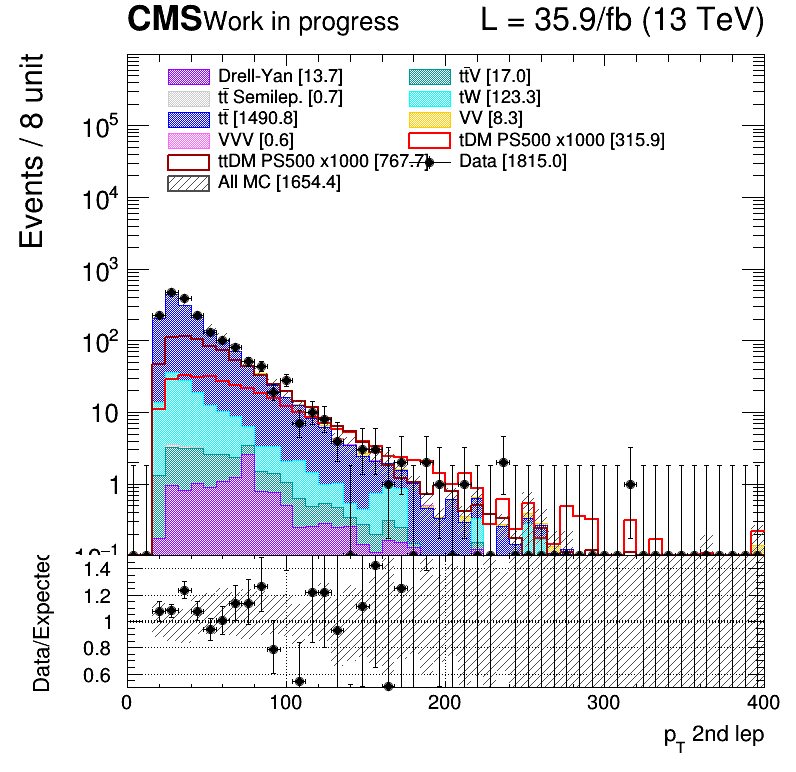 CMS Work in progress L = 35.9/fb (13 TeV)
Events / 8 unit
Drell-Yan [13.7] tt̄V [17.0]
tt̄ Semilep. [0.7] tW [123.3]
tt̄ [1490.8] VV [8.3]
VVV [0.6] tDM PS500 x1000 [315.9]
ttDM PS500 x1000 [767.7] Data [1815.0]
All MC [1654.4]
10⁵
10⁴
10³
10²
10
1
10⁻¹
Data/Expected
1.4
1.2
1
0.8
0.6
0 100 200 300 400
p_T 2nd lep